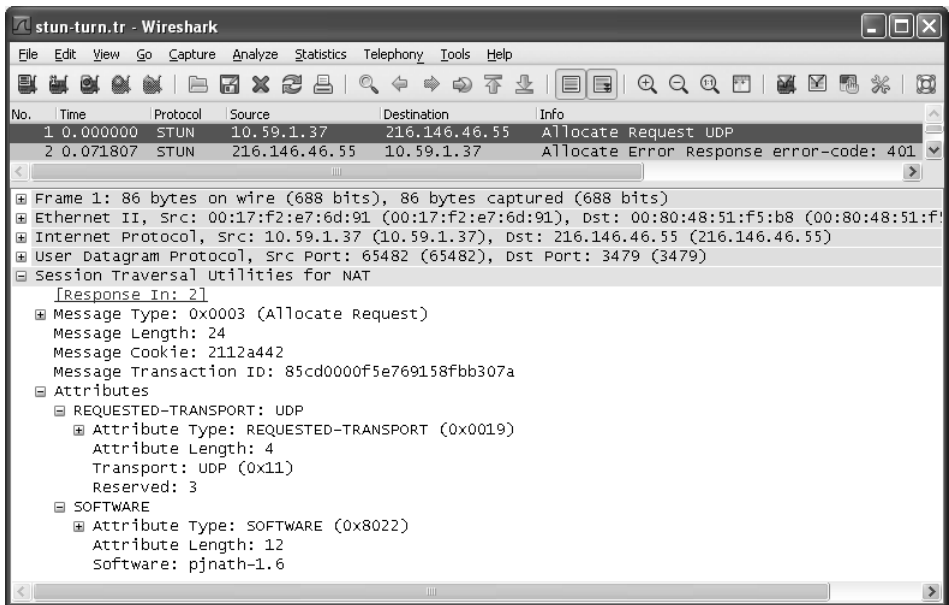 stun-turn.tr - Wireshark
File Edit View Go Capture Analyze Statistics Telephony Tools Help
No. Time Protocol Source Destination Info
1 0.000000 STUN 10.59.1.37 216.146.46.55 Allocate Request UDP
2 0.071807 STUN 216.146.46.55 10.59.1.37 Allocate Error Response error-code: 401
Frame 1: 86 bytes on wire (688 bits), 86 bytes captured (688 bits)
Ethernet II, Src: 00:17:f2:e7:6d:91 (00:17:f2:e7:6d:91), Dst: 00:80:48:51:f5:b8 (00:80:48:51:f5
Internet Protocol, Src: 10.59.1.37 (10.59.1.37), Dst: 216.146.46.55 (216.146.46.55)
User Datagram Protocol, Src Port: 65482 (65482), Dst Port: 3479 (3479)
Session Traversal Utilities for NAT
[Response In: 2]
Message Type: 0x0003 (Allocate Request)
Message Length: 24
Message Cookie: 2112a442
Message Transaction ID: 85cd0000f5e769158fbb307a
Attributes
REQUESTED-TRANSPORT: UDP
Attribute Type: REQUESTED-TRANSPORT (0x0019)
Attribute Length: 4
Transport: UDP (0x11)
Reserved: 3
SOFTWARE
Attribute Type: SOFTWARE (0x8022)
Attribute Length: 12
Software: pjnath-1.6